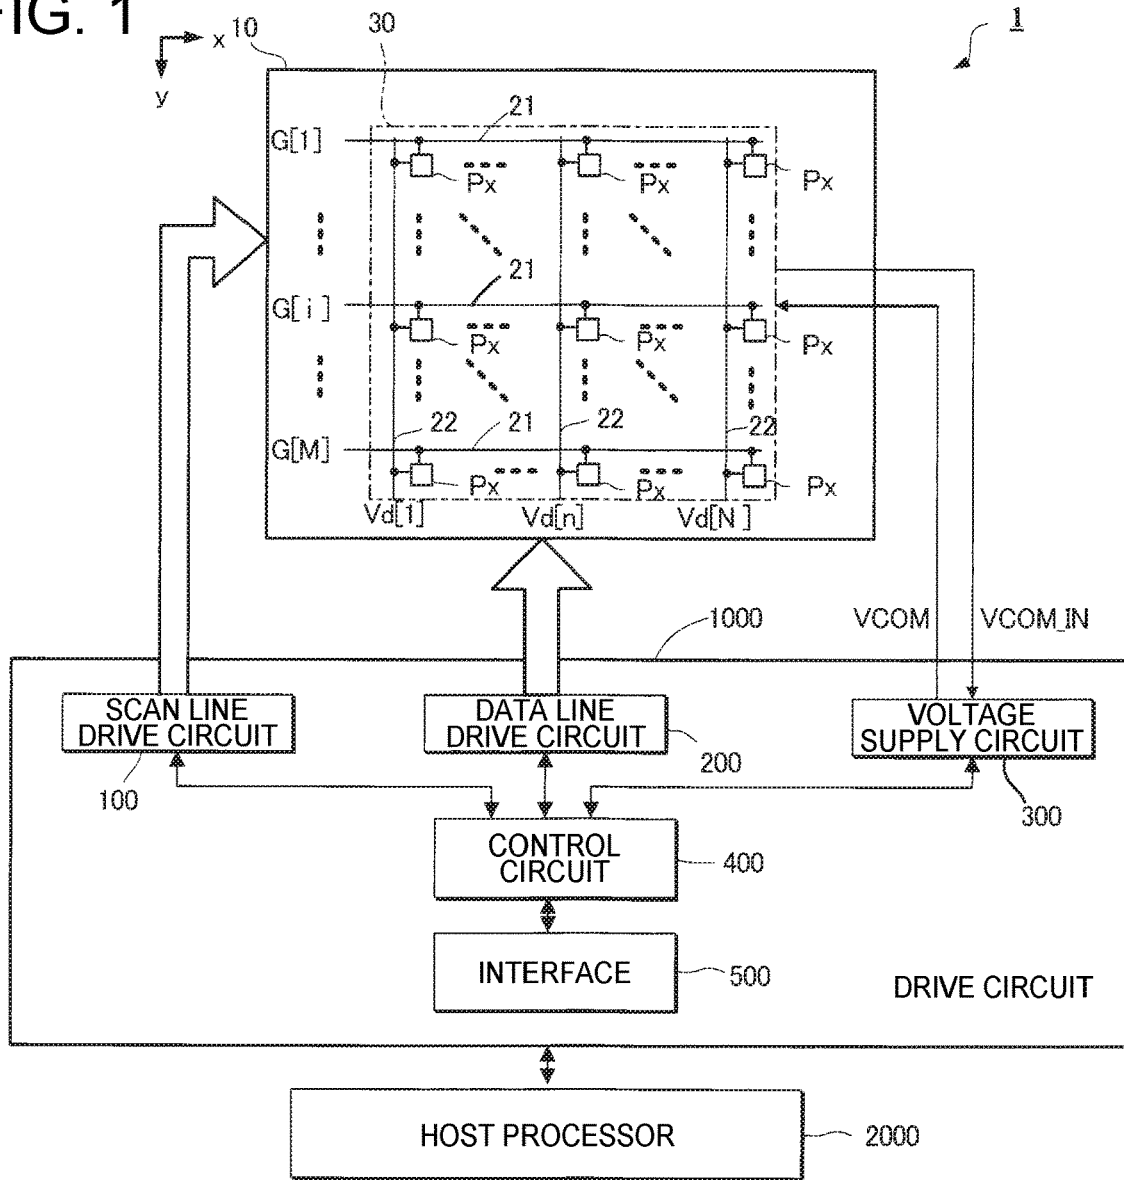 FIG. 1
x
y
10
30
1
G[1]
21
Px
Px
Px
G[i]
21
Px
Px
Px
22
21
22
22
G[M]
Px
Px
Px
Vd[1]
Vd[n]
Vd[N]
1000
VCOM
VCOM_IN
SCAN LINE
DRIVE CIRCUIT
100
DATA LINE
DRIVE CIRCUIT
200
VOLTAGE
SUPPLY CIRCUIT
300
CONTROL
CIRCUIT
400
INTERFACE
500
DRIVE CIRCUIT
HOST PROCESSOR
2000